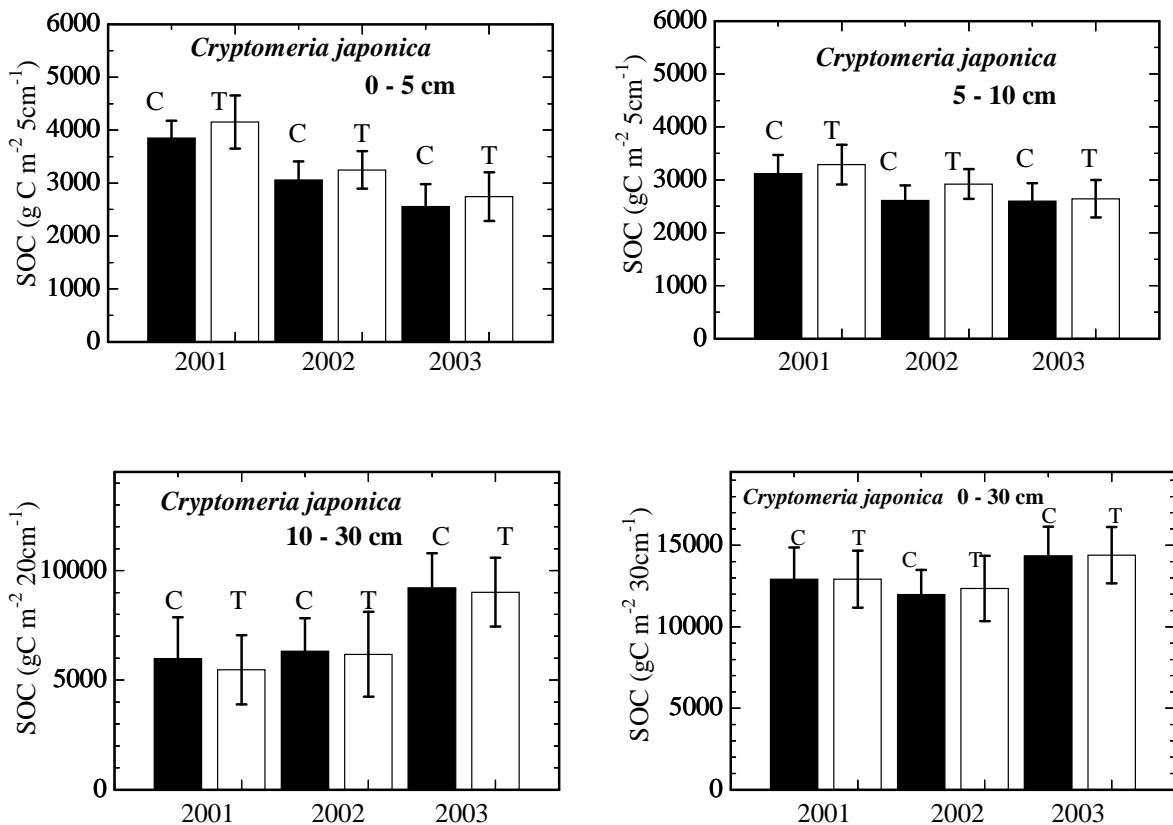 6000
5000
4000
3000
2000
1000
0
SOC (g C m-2 5cm-1)
Cryptomeria japonica
0 - 5 cm
C T C T C T
2001 2002 2003
6000
5000
4000
3000
2000
1000
0
SOC (gC m-2 5cm-1)
Cryptomeria japonica
5 - 10 cm
C T C T C T
2001 2002 2003
10000
5000
0
SOC (gC m-2 20cm-1)
Cryptomeria japonica
10 - 30 cm
C T C T C T
2001 2002 2003
15000
10000
5000
0
SOC (gC m-2 30cm-1)
Cryptomeria japonica 0 - 30 cm
C T C T C T
2001 2002 2003